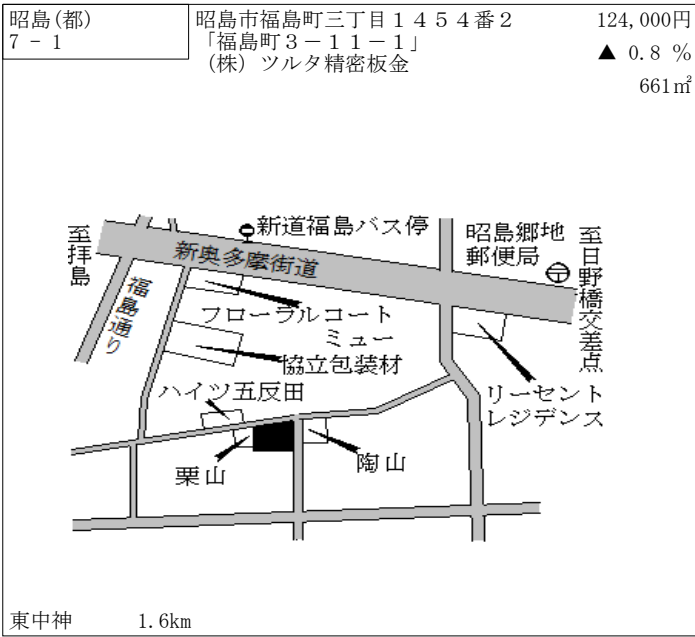 昭島(都)
7 - 1
昭島市福島町三丁目1454番2
「福島町3-11-1」
(株) ツルタ精密板金
124,000円
▲ 0.8 %
661㎡
新道福島バス停
至拝島
新奥多摩街道
昭島郷地
郵便局
至日野橋交差点
福島通り
フローラルコート
ミュー
協立包装材
ハイツ五反田
リーセント
レジデンス
栗山
陶山
東中神 1.6km